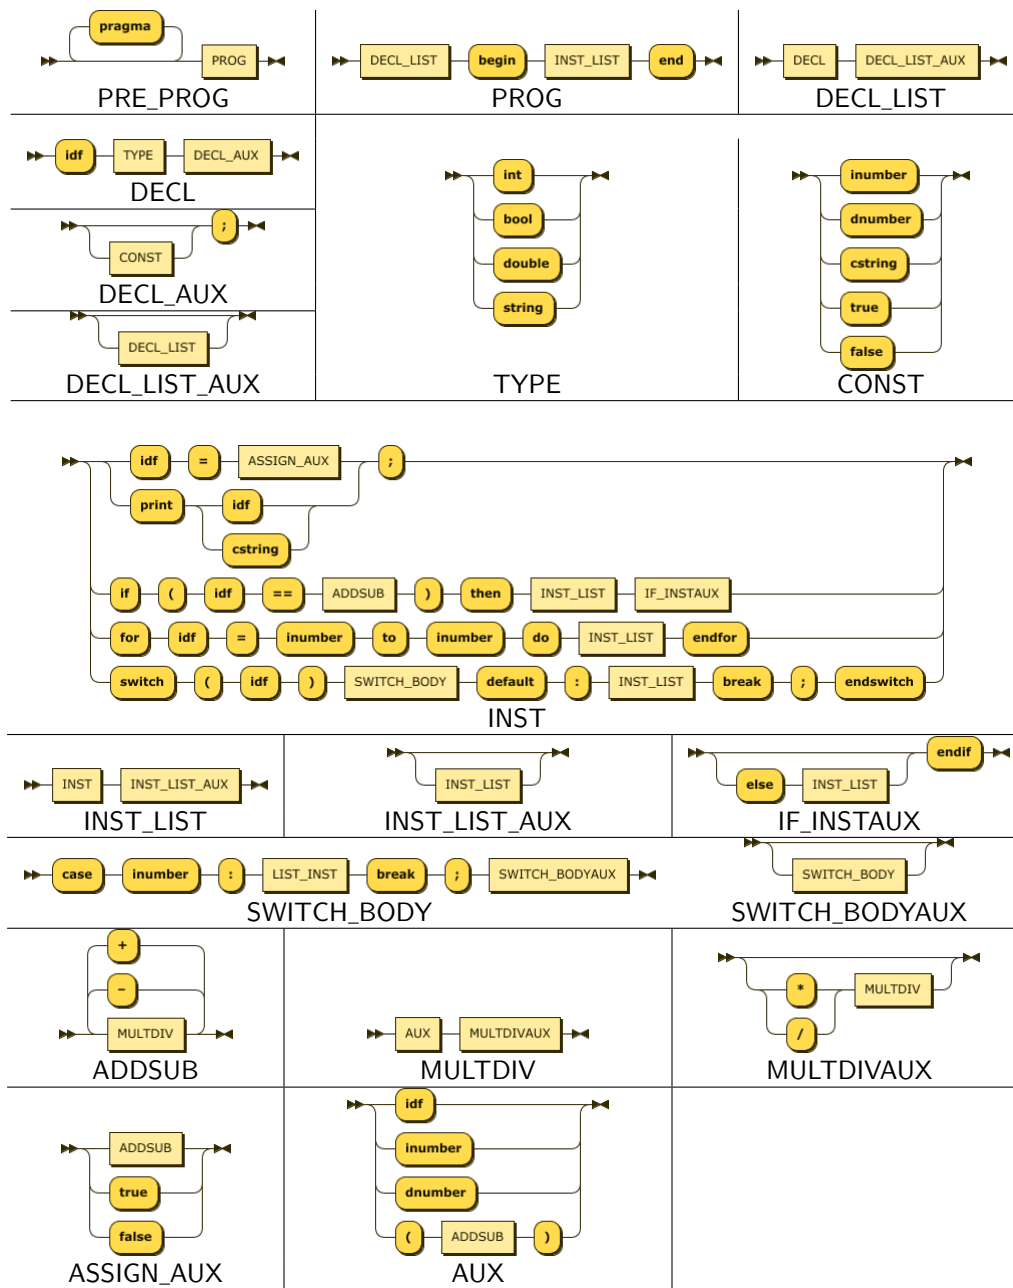 pragma
PROG
PRE_PROG
DECL_LIST begin INST_LIST end
PROG
DECL DECL_LIST_AUX
DECL_LIST
idf TYPE DECL_AUX
DECL
;
CONST
DECL_AUX
DECL_LIST
DECL_LIST_AUX
int
bool
double
string
TYPE
inumber
dnumber
cstring
true
false
CONST
idf = ASSIGN_AUX ;
print idf
cstring
if ( idf == ADDSUB ) then INST_LIST IF_INSTAUX
for idf = inumber to inumber do INST_LIST endfor
switch ( idf ) SWITCH_BODY default : INST_LIST break ; endswitch
INST
INST INST_LIST_AUX
INST_LIST
INST_LIST
INST_LIST_AUX
endif
else INST_LIST
IF_INSTAUX
case inumber : LIST_INST break ; SWITCH_BODYAUX
SWITCH_BODY
SWITCH_BODY
SWITCH_BODYAUX
+
-
MULTDIV
ADDSUB
AUX MULTDIVAUX
MULTDIV
* MULTDIV
/
MULTDIVAUX
ADDSUB
true
false
ASSIGN_AUX
idf
inumber
dnumber
( ADDSUB )
AUX